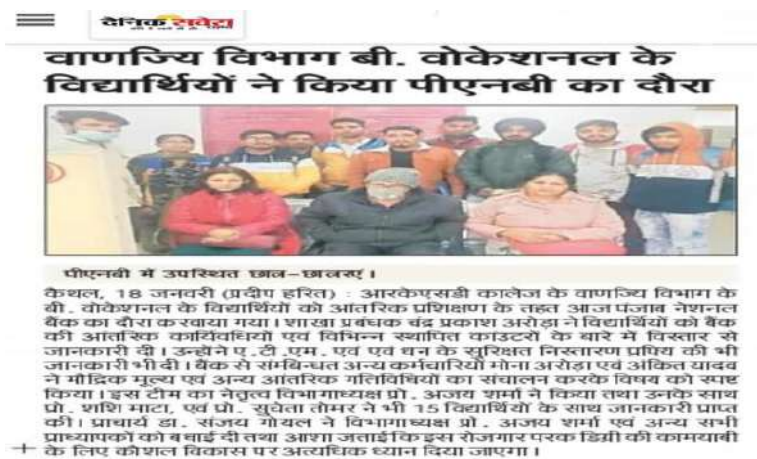 दैनिक सवेरा
वाणिज्य विभाग बी. वोकेशनल के
विद्यार्थियों ने किया पीएनबी का दौरा
पीएनबी में उपस्थित छात्र-छात्राएं।
कैथल, 18 जनवरी (प्रदीप हरित) : आरकेएसडी कालेज के वाणिज्य विभाग के
बी. वोकेशनल के विद्यार्थियों को आंतरिक प्रशिक्षण के तहत आज पंजाब नेशनल
बैंक का दौरा करवाया गया। शाखा प्रबंधक चंद्र प्रकाश अरोड़ा ने विद्यार्थियों को बैंक
की आंतरिक कार्यविधियों एवं विभिन्न स्थापित काउंटरों के बारे में विस्तार से
जानकारी दी। उन्होंने ए.टी.एम. एवं एवं धन के सुरक्षित निस्तारण की भी
जानकारी भी दी। बैंक से संबन्धित अन्य कर्मचारियों मोना अरोड़ा एवं अंकित यादव
ने मौद्रिक मूल्य एवं अन्य आंतरिक गतिविधियों का संचालन करके विषय को स्पष्ट
किया। इस टीम का नेतृत्व विभागाध्यक्ष प्रो. अजय शर्मा ने किया तथा उनके साथ
प्रो. शशि माटा, एवं प्रो. सुचेता तोमर ने भी 15 विद्यार्थियों के साथ जानकारी प्राप्त
की। प्राचार्य डा. संजय गोयल ने विभागाध्यक्ष प्रो. अजय शर्मा एवं अन्य सभी
प्राध्यापकों को बधाई दी तथा आशा जताई कि इस रोजगार परक डिग्री की कामयाबी
के लिए कौशल विकास पर अत्यधिक ध्यान दिया जाएगा।